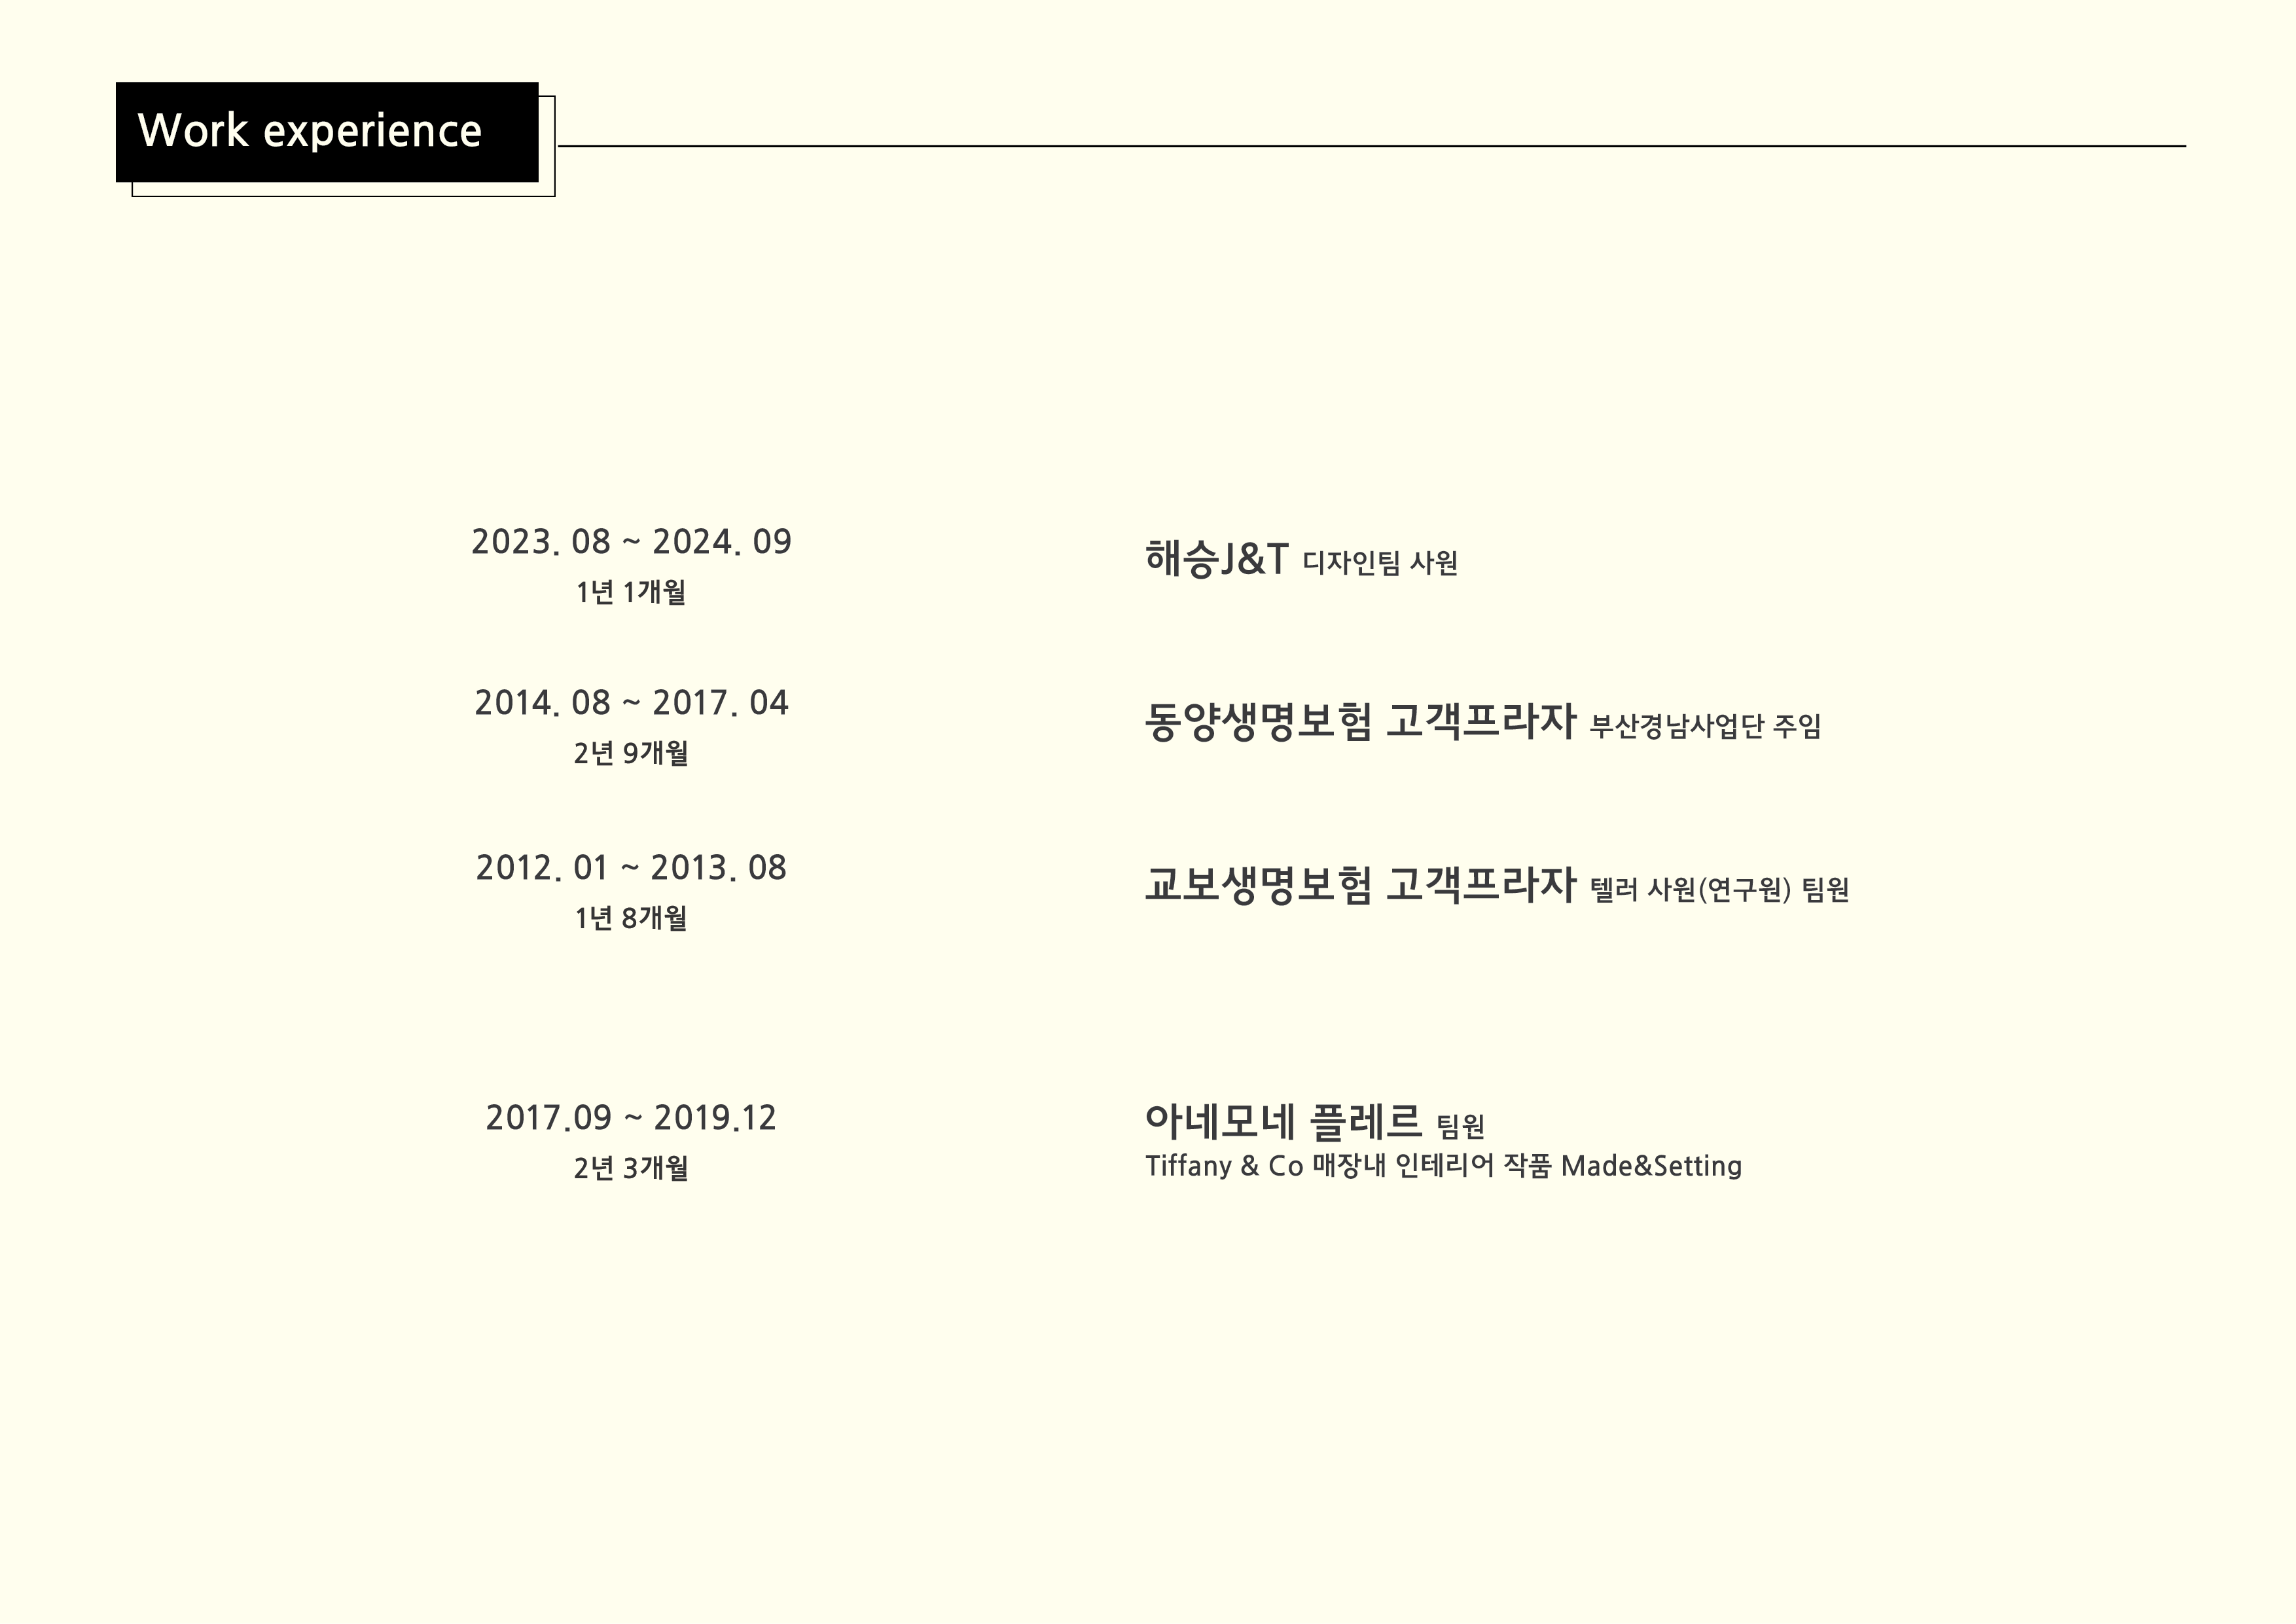 Work experience
2023. 08 ~ 2024. 09
1년 1개월
해승J&T 디자인팀 사원
2014. 08 ~ 2017. 04
2년 9개월
동양생명보험 고객프라자 부산경남사업단 주임
2012. 01 ~ 2013. 08
1년 8개월
교보생명보험 고객프라자 텔러 사원(연구원) 팀원
2017.09 ~ 2019.12
2년 3개월
아네모네 플레르 팀원
Tiffany & Co 매장내 인테리어 작품 Made&Setting